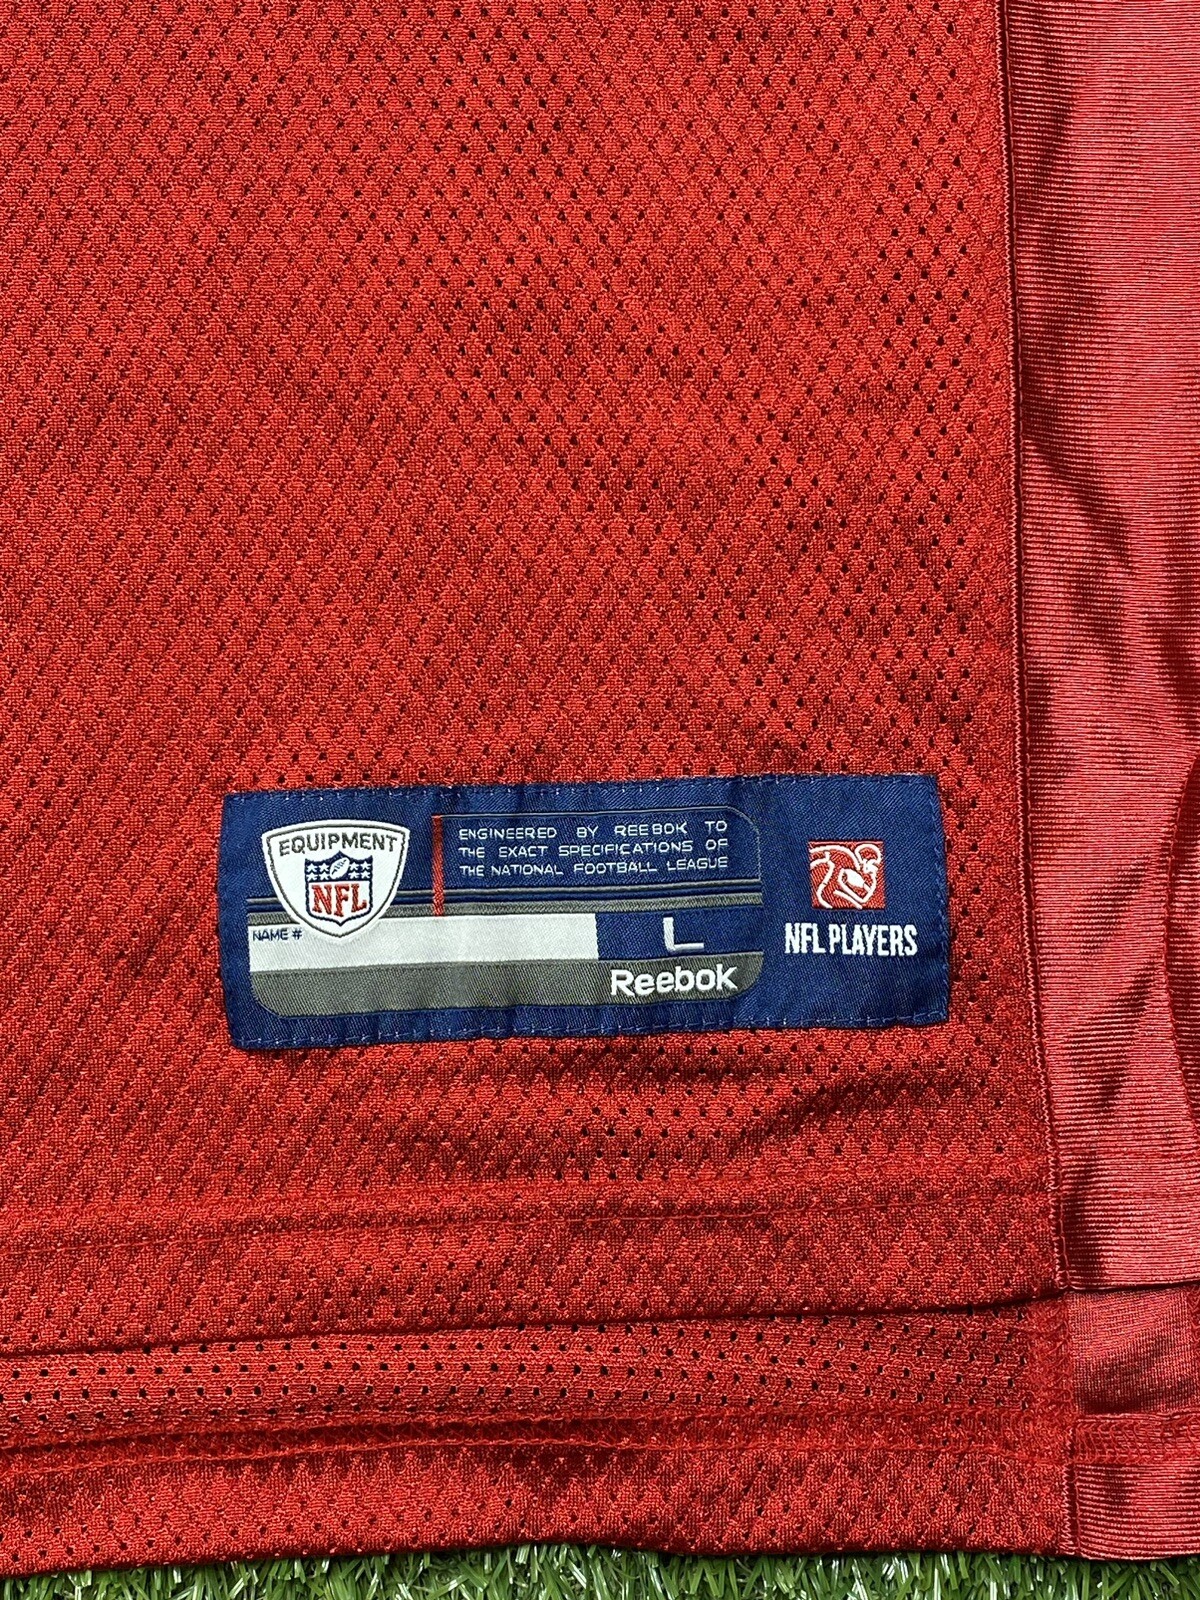 EQUIPMENT
NFL
ENGINEERED BY REEBOK TO
THE EXACT SPECIFICATIONS OF
THE NATIONAL FOOTBALL LEAGUE
NAME #
L
Reebok
NFL PLAYERS